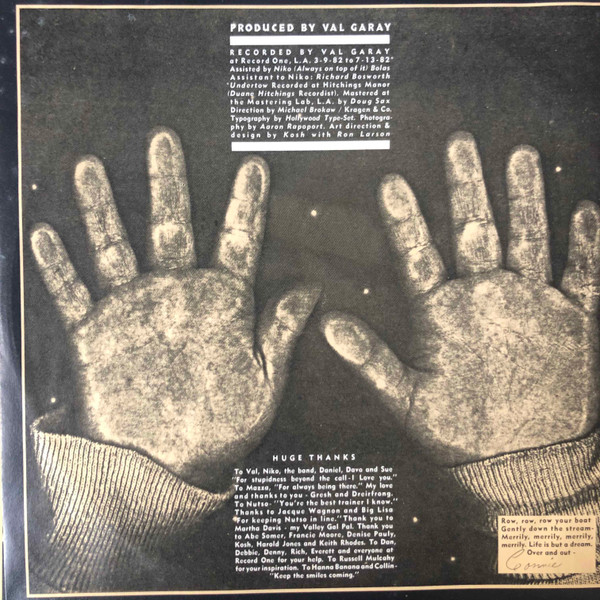 PRODUCED BY VAL GARAY
RECORDED BY VAL GARAY
at Record One, L.A. 3-9-82 to 7-13-82*
Assisted by Niko (Always on top of it) Bolas
Assistant to Niko: Richard Bosworth
*Undertow Recorded at Hitchings Manor
(Duane Hitchings Recordist). Mastered at
the Mastering Lab, L.A. by Doug Sax
Direction by Michael Brokaw / Kragen & Co.
Typography by Hollywood Type-Set. Photogra-
phy by Aaron Rapoport. Art direction &
design by Kosh with Ron Larson
HUGE THANKS
To Val, Niko, the band, Daniel, Davo and Sue
"For stupidness beyond the call-I Love you."
To Mazza, "For always being there." My love
and thanks to you - Gresh and Dreirfrong.
To Nutso- "You're the best trainer I know."
Thanks to Jacque Wagnon and Big Lisa
"For keeping Nutso in line." Thank you to
Martha Davis - my Valley Gal Pal. Thank you
to Abe Somer, Francie Moore, Denise Pauly,
Kosh, Harold Jones and Keith Rhodes. To Dan,
Debbie, Denny, Rich, Everett and everyone at
Record One for your help. To Russell Mulcahy
for your inspiration. To Hanna Banana and Collin-
"Keep the smiles coming."
Row, row, row your boat
Gently down the stream-
Merrily, merrily, merrily,
merrily. Life is but a dream.
Over and out -
Connie